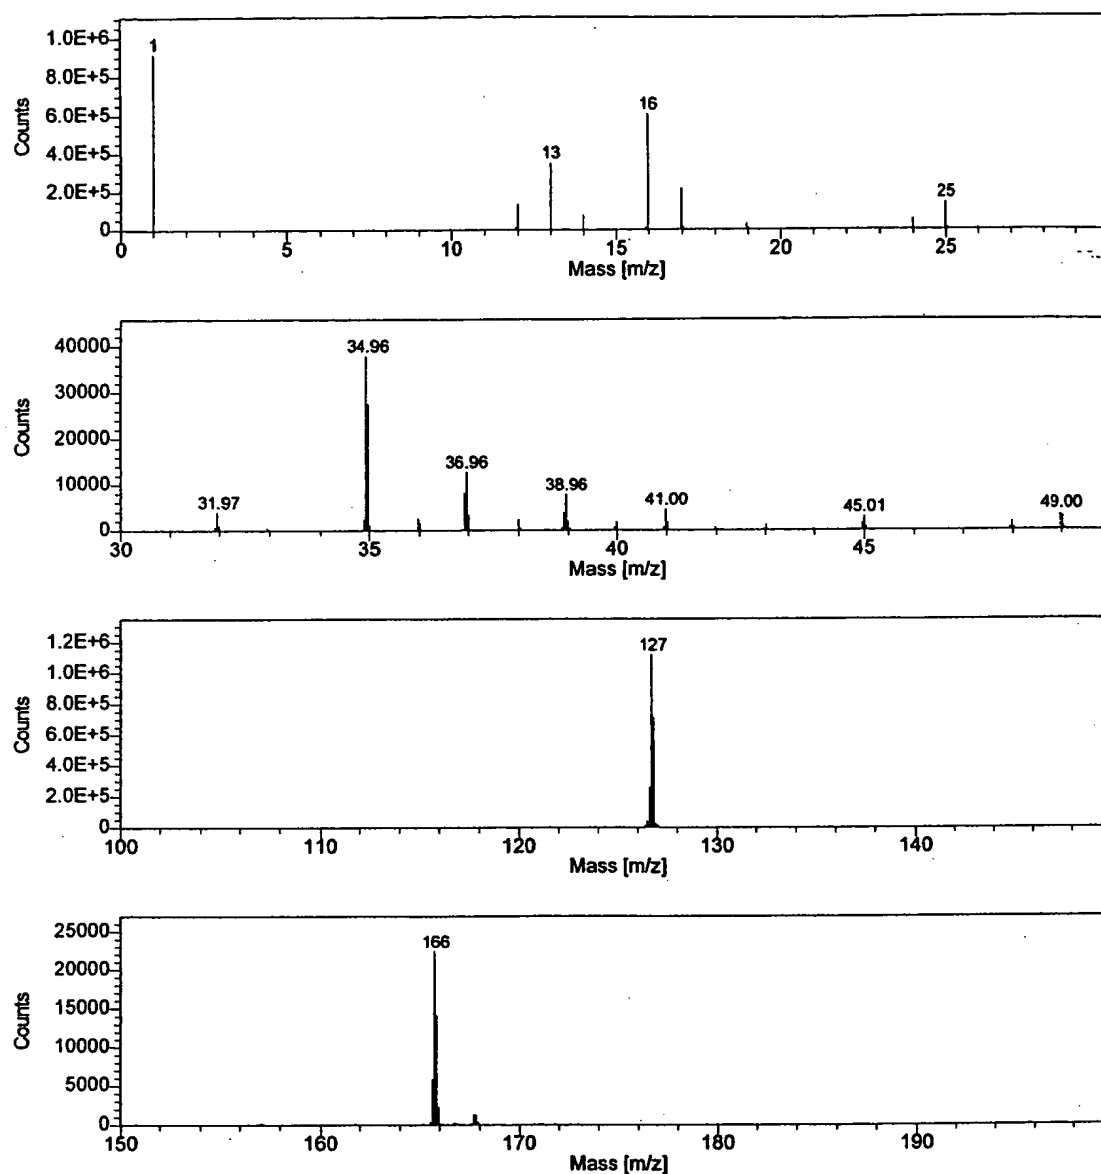 Counts
1.0E+6
8.0E+5
6.0E+5
4.0E+5
2.0E+5
0
1
13
16
25
0 5 10 15 20 25
Mass [m/z]
Counts
40000
30000
20000
10000
0
31.97
34.96
36.96
38.96
41.00
45.01
49.00
30 35 40 45
Mass [m/z]
Counts
1.2E+6
1.0E+6
8.0E+5
6.0E+5
4.0E+5
2.0E+5
0
127
100 110 120 130 140
Mass [m/z]
Counts
25000
20000
15000
10000
5000
0
166
150 160 170 180 190
Mass [m/z]